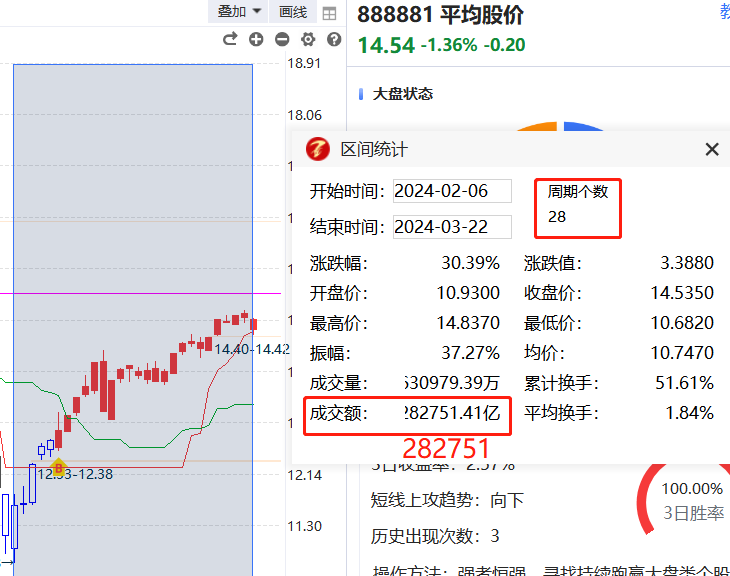 叠加 画线
888881 平均股价
14.54 -1.36% -0.20
18.91
大盘状态
18.06
区间统计
开始时间: 2024-02-06
周期个数
28
结束时间: 2024-03-22
涨跌幅: 30.39% 涨跌值: 3.3880
开盘价: 10.9300 收盘价: 14.5350
最高价: 14.8370 最低价: 10.6820
振幅: 37.27% 均价: 10.7470
成交量: 630979.39万 累计换手: 51.61%
成交额: 282751.41亿 平均换手: 1.84%
282751
14.40-14.42
B
12.33-12.38
12.14
11.30
3日收益率: 2.57%
短线上攻趋势: 向下
历史出现次数: 3
100.00%
3日胜率
操作方法: 强者恒强，寻找持续跑赢大盘类个股